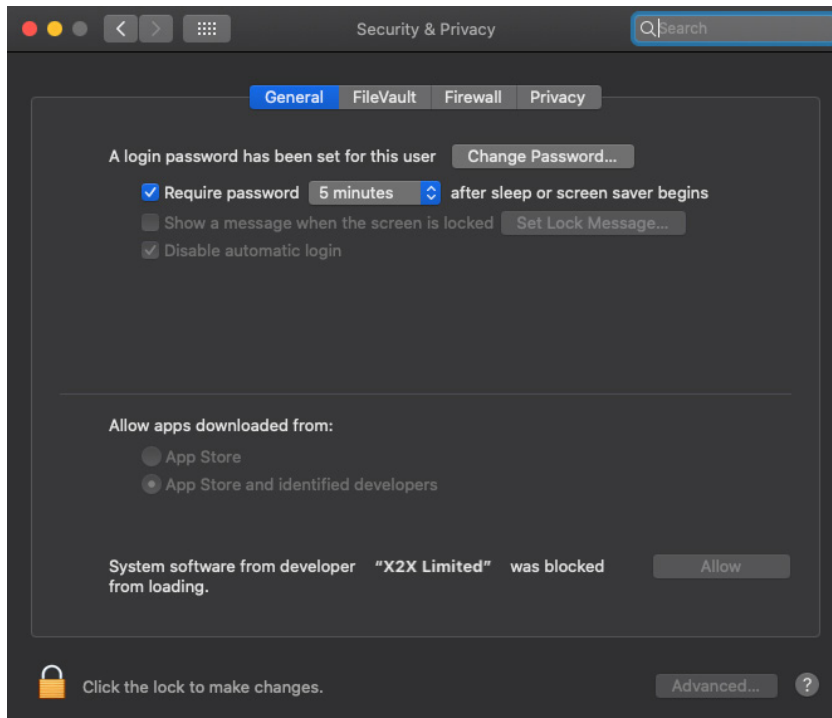 Security & Privacy
Search
General FileVault Firewall Privacy
A login password has been set for this user Change Password...
Require password 5 minutes after sleep or screen saver begins
Show a message when the screen is locked Set Lock Message...
Disable automatic login
Allow apps downloaded from:
App Store
App Store and identified developers
System software from developer “X2X Limited” was blocked Allow
from loading.
Click the lock to make changes.
Advanced... ?